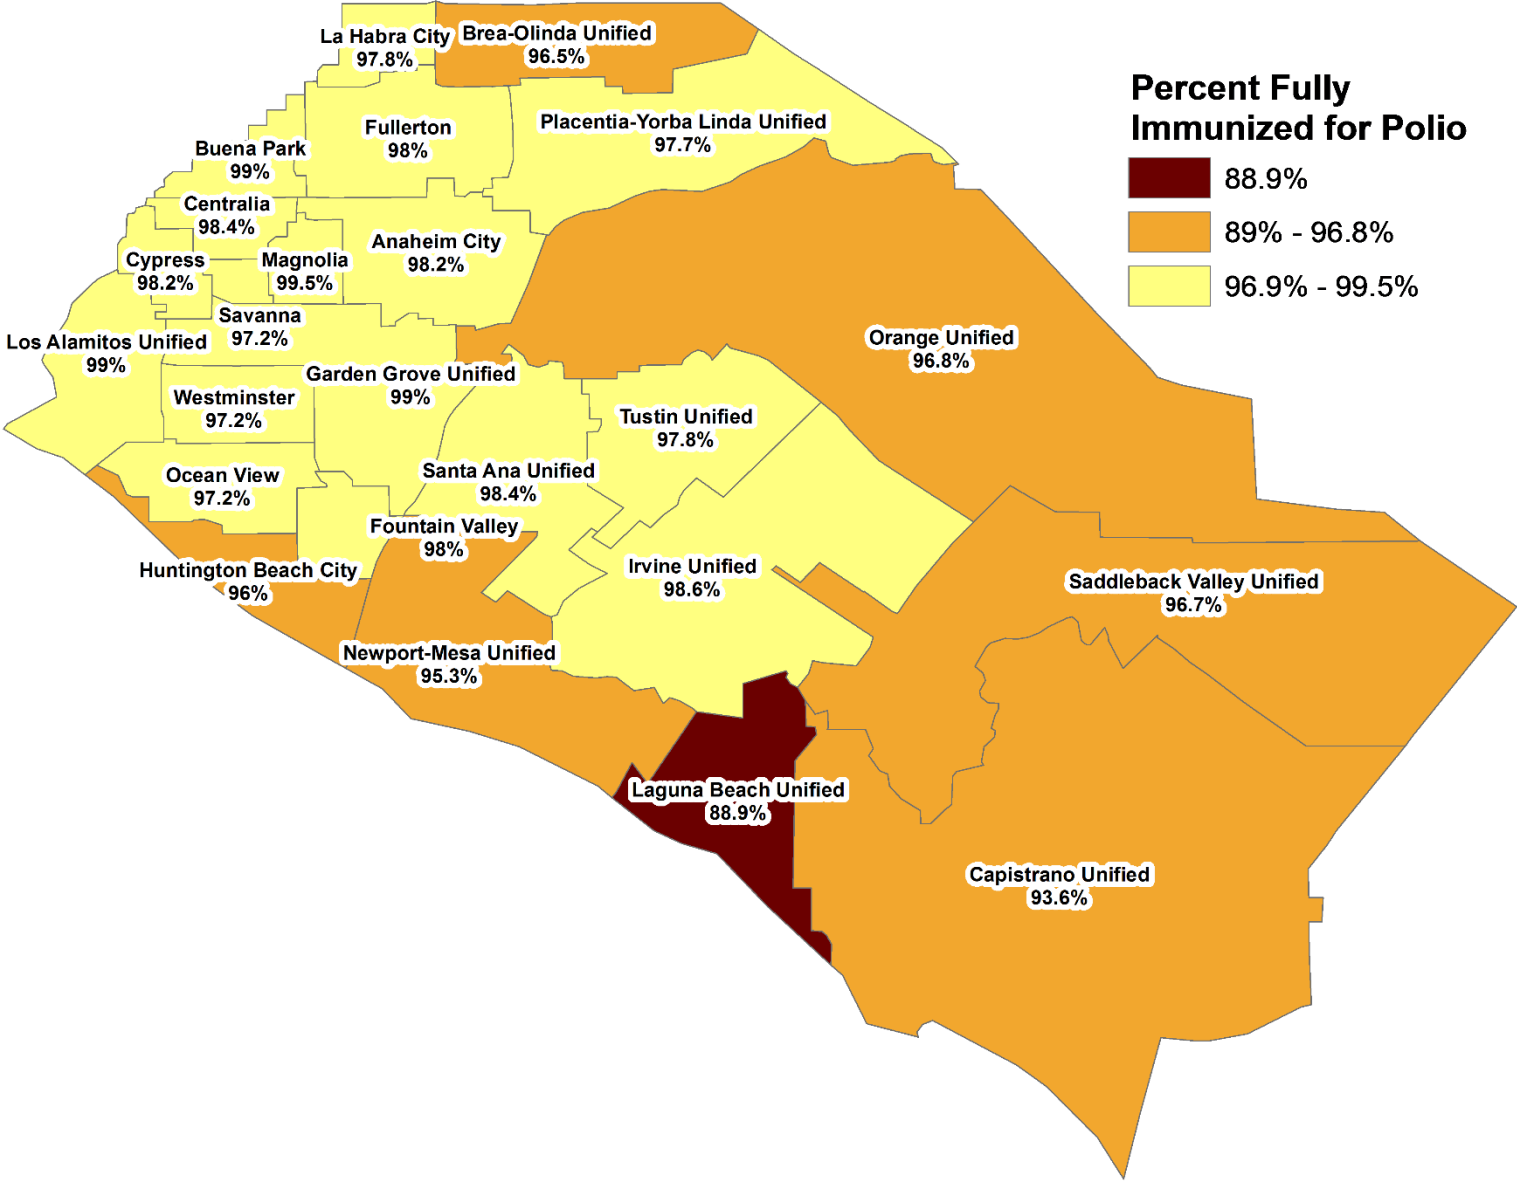 La Habra City
97.8%
Brea-Olinda Unified
96.5%
Percent Fully
Immunized for Polio
88.9%
89% - 96.8%
96.9% - 99.5%
Fullerton
98%
Placentia-Yorba Linda Unified
97.7%
Buena Park
99%
Centralia
98.4%
Anaheim City
98.2%
Cypress
98.2%
Magnolia
99.5%
Savanna
97.2%
Los Alamitos Unified
99%
Orange Unified
96.8%
Garden Grove Unified
99%
Westminster
97.2%
Tustin Unified
97.8%
Ocean View
97.2%
Santa Ana Unified
98.4%
Fountain Valley
98%
Huntington Beach City
96%
Irvine Unified
98.6%
Saddleback Valley Unified
96.7%
Newport-Mesa Unified
95.3%
Laguna Beach Unified
88.9%
Capistrano Unified
93.6%